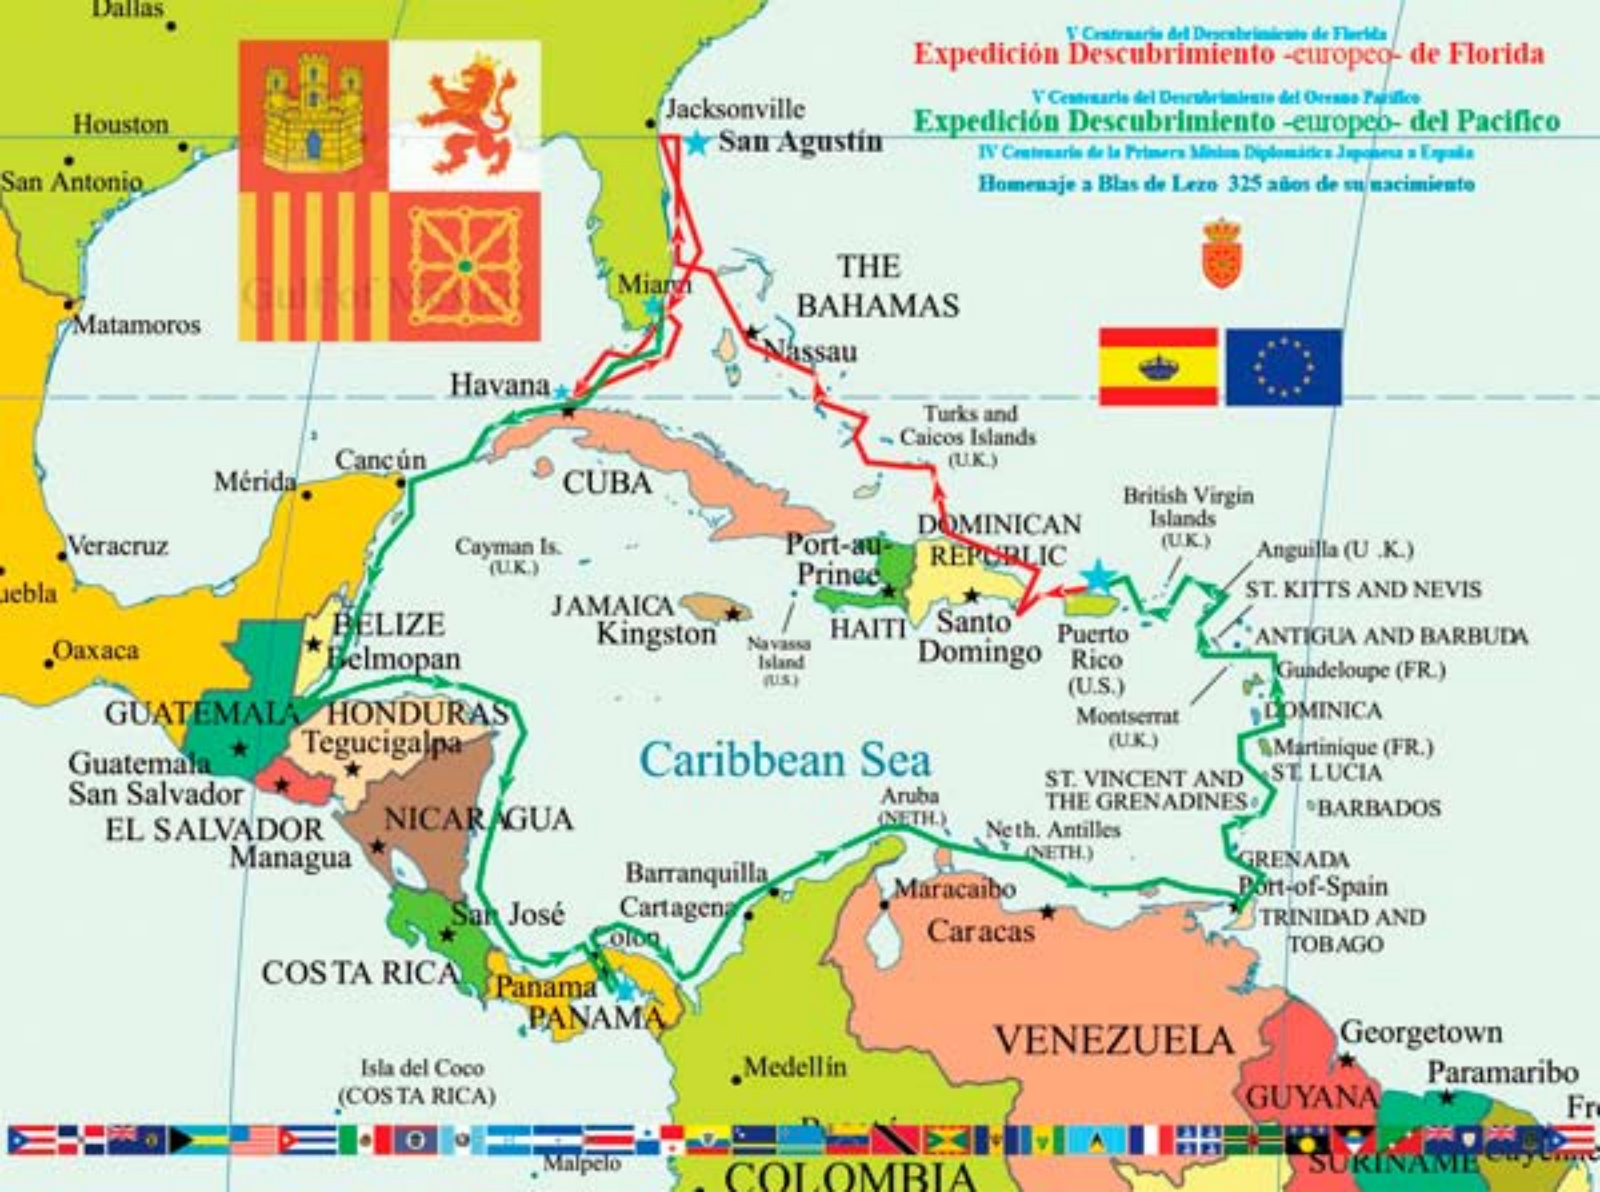 Dallas
V Centenario del Descubrimiento de Florida
Expedición Descubrimiento -europeo- de Florida
V Centenario del Descubrimiento del Oceano Pacífico
Expedición Descubrimiento -europeo- del Pacifico
IV Centenario de la Primera Mision Diplomática Japonesa a España
Homenaje a Blas de Lezo 325 años de su nacimiento
Jacksonville
San Agustín
Houston
San Antonio
Gulf of
Miami
THE
BAHAMAS
Matamoros
Nassau
Havana
Turks and
Caicos Islands
(U.K.)
Cancún
Mérida
CUBA
British Virgin
Islands
(U.K.)
Veracruz
Cayman Is.
(U.K.)
Port-au-
Prince
DOMINICAN
REPUBLIC
Anguilla (U .K.)
ST. KITTS AND NEVIS
uebla
JAMAICA
Kingston
Navassa
Island
(U.S.)
HAITI
Santo
Domingo
Puerto
Rico
(U.S.)
ANTIGUA AND BARBUDA
Guadeloupe (FR.)
Oaxaca
BELIZE
Belmopan
Montserrat
(U.K.)
DOMINICA
GUATEMALA
HONDURAS
Tegucigalpa
Guatemala
San Salvador
EL SALVADOR
Caribbean Sea
Martinique (FR.)
ST. LUCIA
ST. VINCENT AND
THE GRENADINES
BARBADOS
NICARAGUA
Managua
Aruba
(NETH.)
Neth. Antilles
(NETH.)
GRENADA
Port-of-Spain
TRINIDAD AND
TOBAGO
Barranquilla
Cartagena
Maracaibo
Caracas
San José
Colon
COSTA RICA
Panama
PANAMA
VENEZUELA
Georgetown
Isla del Coco
(COSTA RICA)
Medellín
Paramaribo
GUYANA
Fre
Malpelo
COLOMBIA
SURINAME